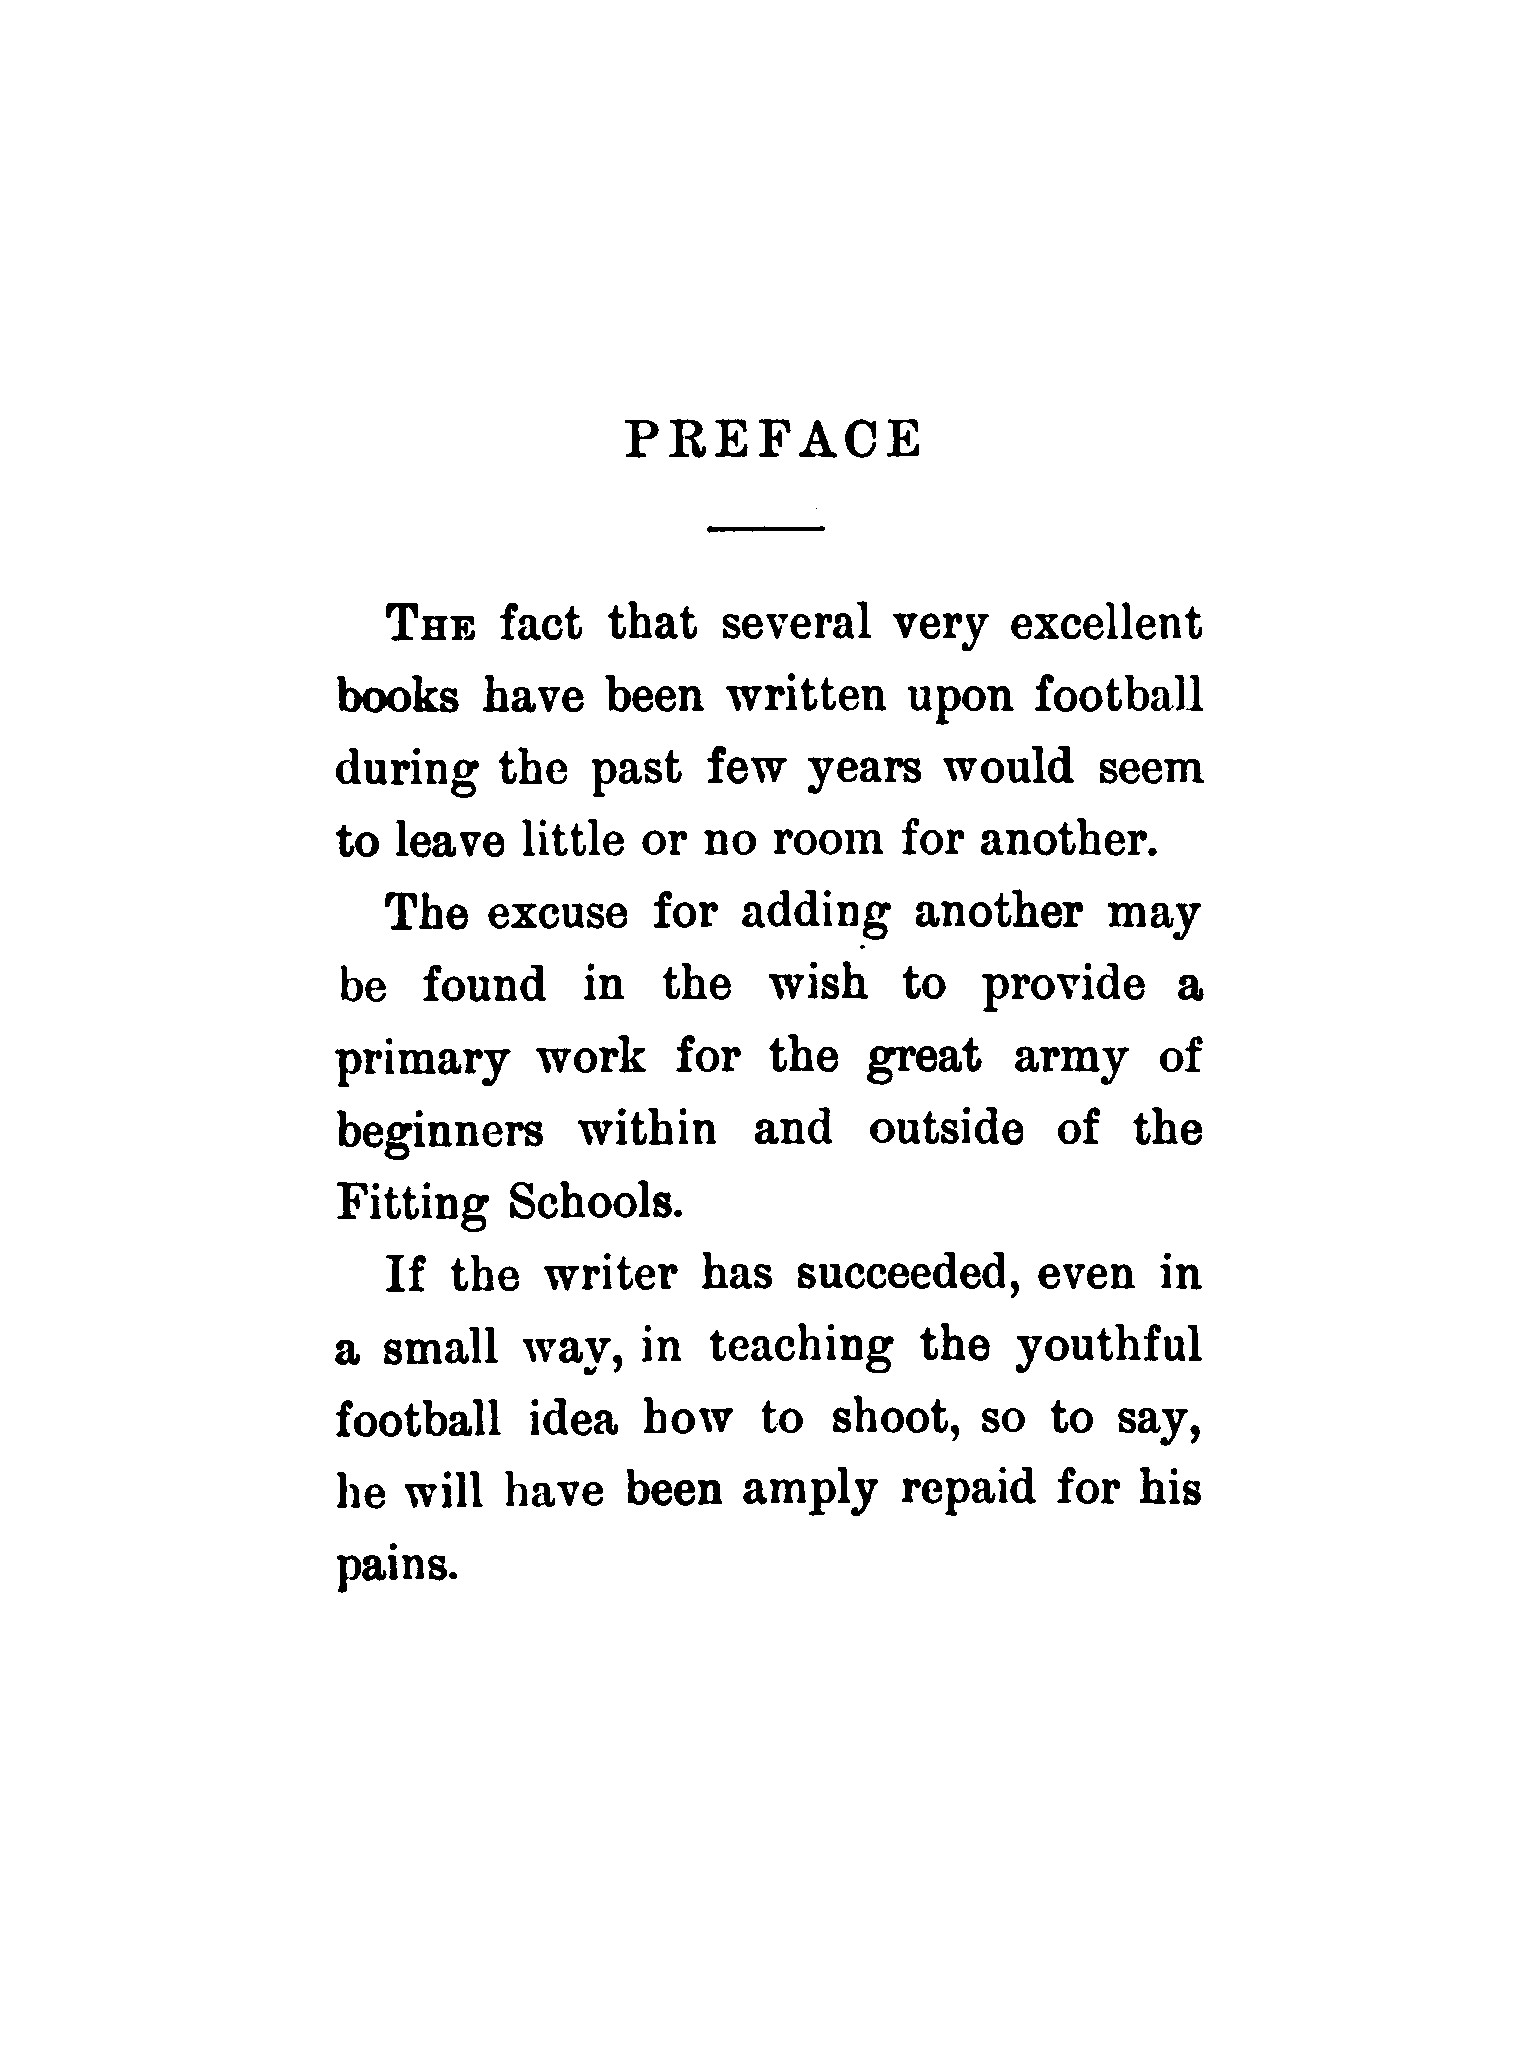 PREFACE
THE fact that several very excellent
books have been written upon football
during the past few years would seem
to leave little or no room for another.
The excuse for adding another may
be found in the wish to provide a
primary work for the great army of
beginners within and outside of the
Fitting Schools.
If the writer has succeeded, even in
a small way, in teaching the youthful
football idea how to shoot, so to say,
he will have been amply repaid for his
pains.